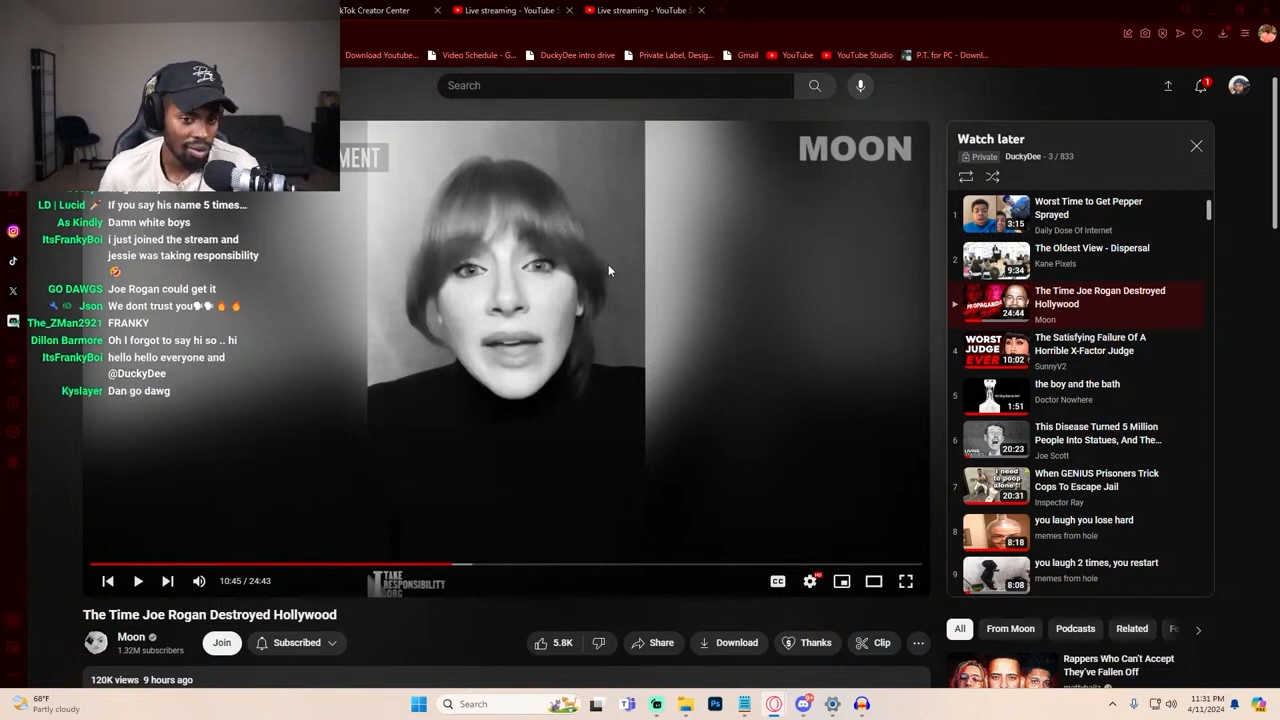 kTok Creator Center
Live streaming - YouTube S
Live streaming - YouTube S
Download Youtube...
Video Schedule - G...
DuckyDee intro drive
Private Label, Desig...
Gmail
YouTube
YouTube Studio
P.T. for PC - Downl...
Search
1
MENT
MOON
LD | Lucid If you say his name 5 times...
As Kindly Damn white boys
ItsFrankyBoi i just joined the stream and
jessie was taking responsibility
🤣
GO DAWGS Joe Rogan could get it
Json We dont trust you🗣️🗣️🔥🔥
The_ZMan2921 FRANKY
Dillon Barmore Oh I forgot to say hi so .. hi
ItsFrankyBoi hello hello everyone and
@DuckyDee
Kyslayer Dan go dawg
TAKE
RESPONSIBILITY
.ORG
10:45 / 24:43
CC
HD
The Time Joe Rogan Destroyed Hollywood
Moon
1.32M subscribers
Join
Subscribed
5.8K
Share
Download
Thanks
Clip
120K views 9 hours ago
Watch later
Private DuckyDee - 3 / 833
1
3:15
Worst Time to Get Pepper
Sprayed
Daily Dose Of Internet
2
9:34
The Oldest View - Dispersal
Kane Pixels
PROPAGANDA
24:44
The Time Joe Rogan Destroyed
Hollywood
Moon
4
WORST
JUDGE
EVER
10:02
The Satisfying Failure Of A
Horrible X-Factor Judge
SunnyV2
5
1:51
the boy and the bath
Doctor Nowhere
6
LIVING
20:23
This Disease Turned 5 Million
People Into Statues, And The...
Joe Scott
7
I need to
poop
alone!!
20:31
When GENIUS Prisoners Trick
Cops To Escape Jail
Inspector Ray
8
8:18
you laugh you lose hard
memes from hole
9
8:08
you laugh 2 times, you restart
memes from hole
All
From Moon
Podcasts
Related
Fo
Rappers Who Can't Accept
They've Fallen Off
68°F
Partly cloudy
Search
11:31 PM
4/11/2024